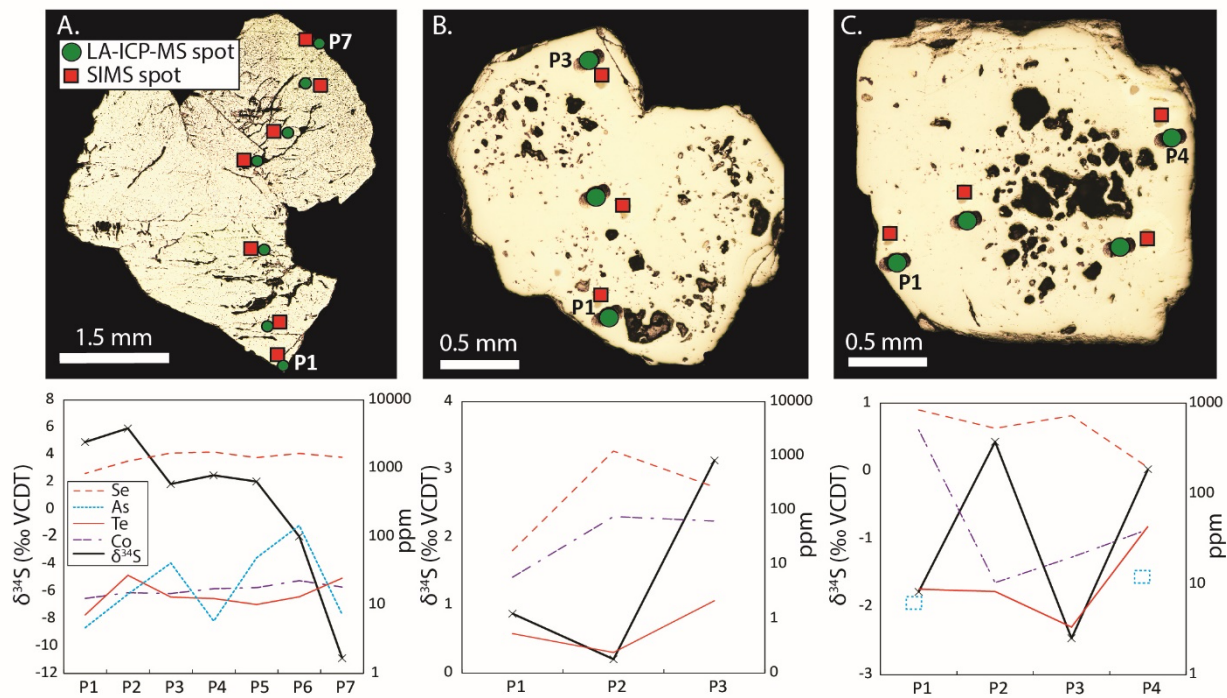 A.
LA-ICP-MS spot
SIMS spot
P7
1.5 mm
P1
B.
P3
P1
0.5 mm
C.
P4
P1
0.5 mm
8
6
4
2
0
-2
-4
-6
-8
-10
-12
δ³⁴S (‰ VCDT)
Se
As
Te
Co
δ³⁴S
10000
1000
100
10
1
ppm
P1 P2 P3 P4 P5 P6 P7
4
3
2
1
0
δ³⁴S (‰ VCDT)
10000
1000
100
10
1
0
ppm
P1 P2 P3
1
0
-1
-2
-3
δ³⁴S (‰ VCDT)
1000
100
10
1
ppm
P1 P2 P3 P4